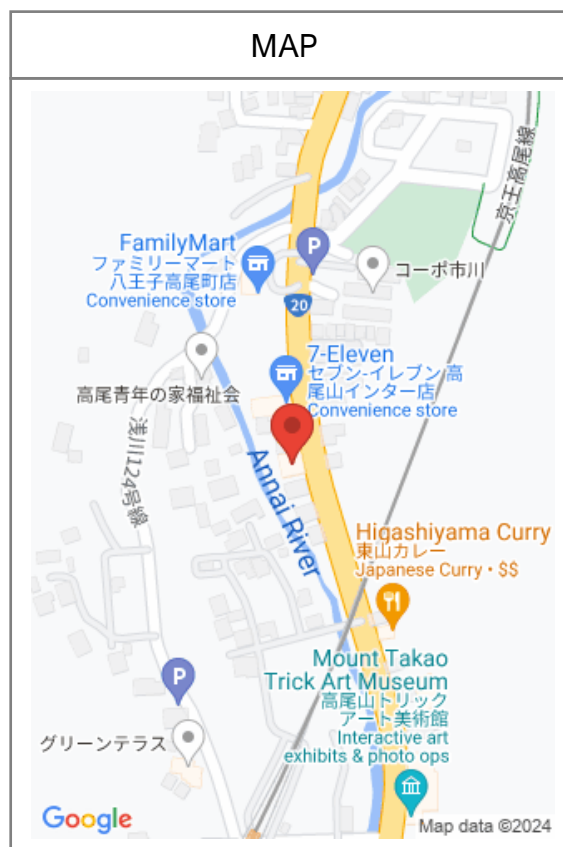 MAP
京王高尾線
FamilyMart
ファミリーマート
八王子高尾町店
Convenience store
P
コーポ市川
20
7-Eleven
セブン-イレブン 高
尾山インター店
Convenience store
高尾青年の家福祉会
浅川124号線
Annai River
Higashiyama Curry
東山カレー
Japanese Curry • $$
Mount Takao
Trick Art Museum
高尾山トリック
アート美術館
Interactive art
exhibits & photo ops
P
グリーンテラス
Google
Map data ©2024